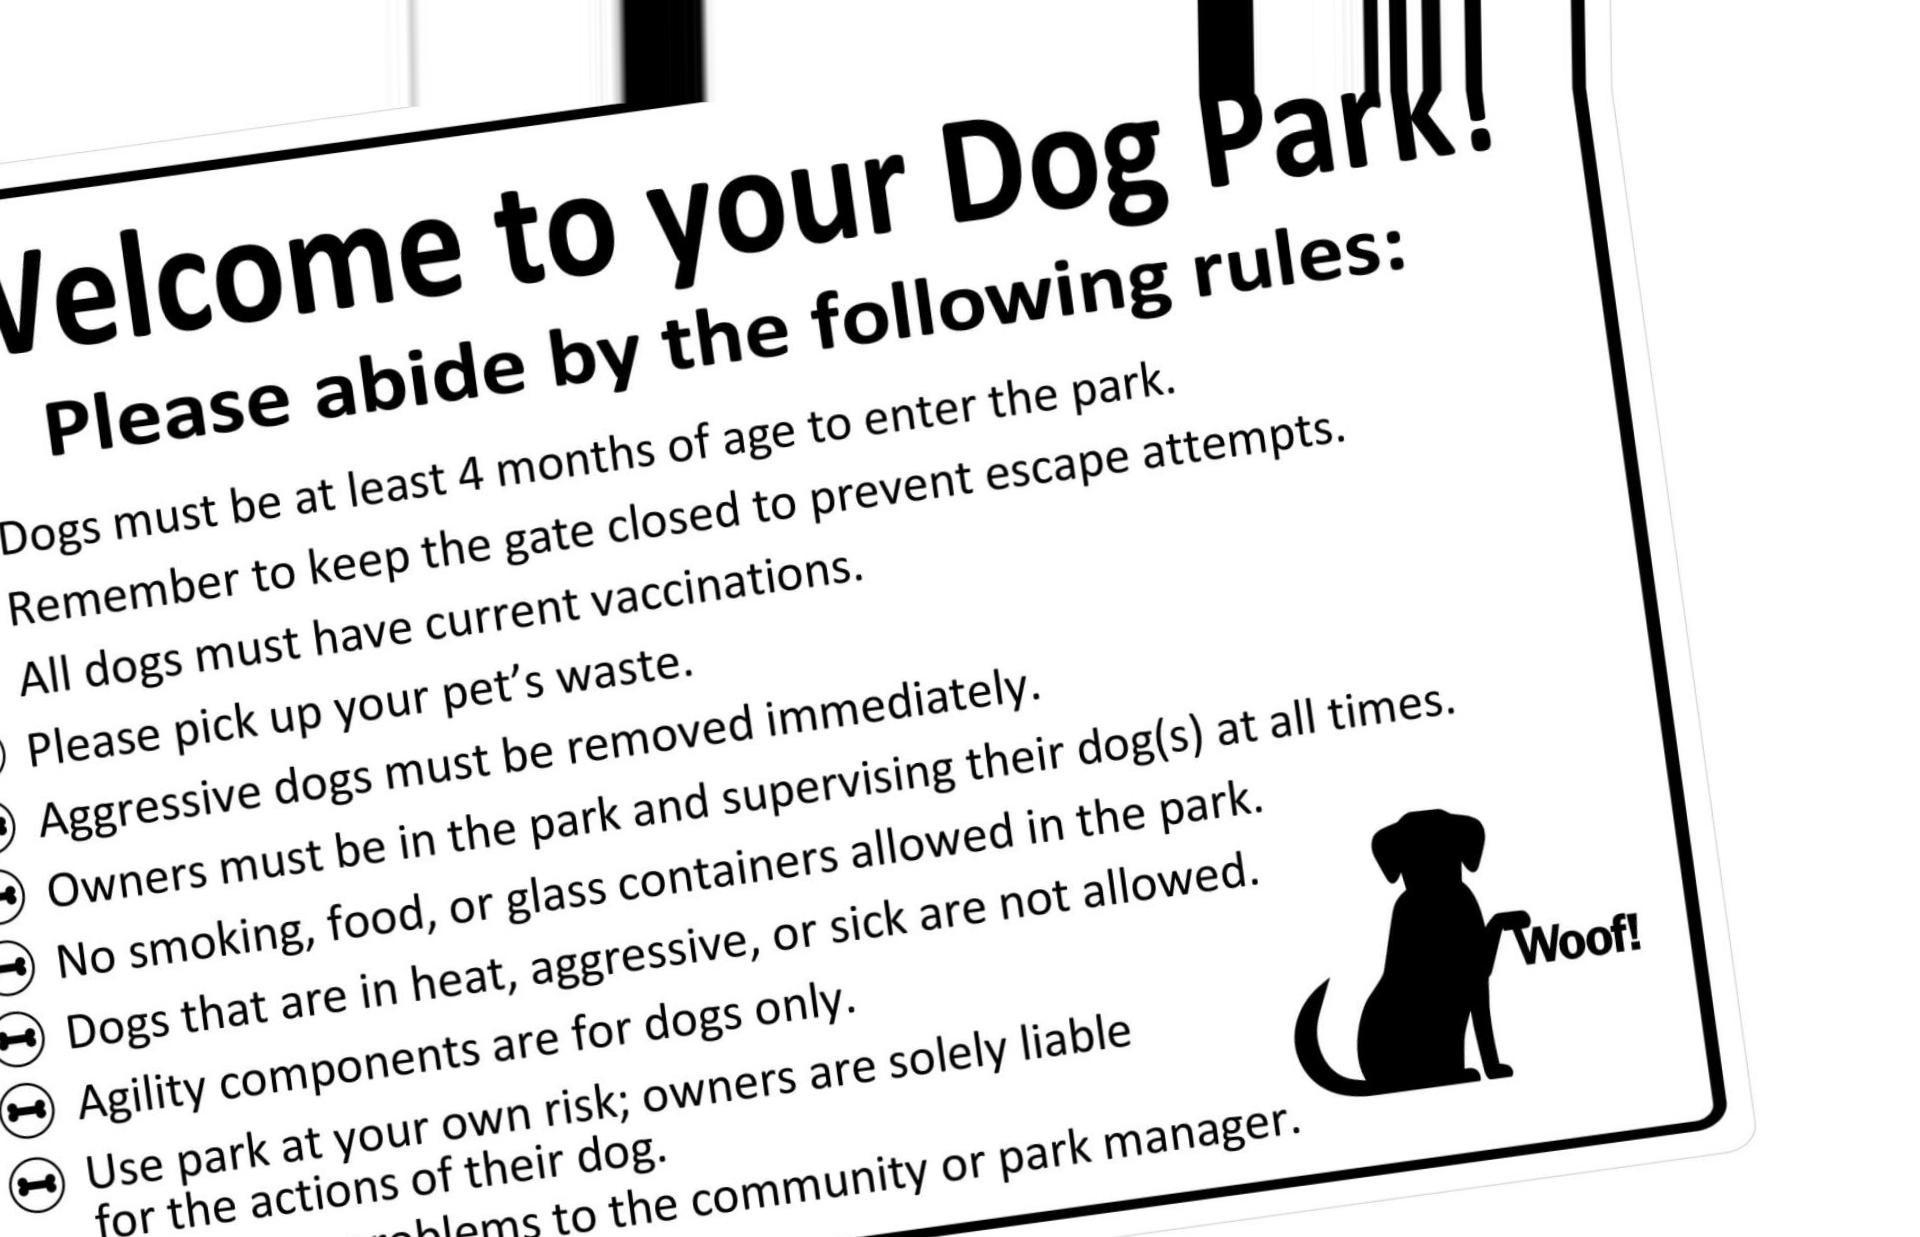 Welcome to your Dog Park!
Please abide by the following rules:
Dogs must be at least 4 months of age to enter the park.
Remember to keep the gate closed to prevent escape attempts.
All dogs must have current vaccinations.
Please pick up your pet’s waste.
Aggressive dogs must be removed immediately.
Owners must be in the park and supervising their dog(s) at all times.
No smoking, food, or glass containers allowed in the park.
Dogs that are in heat, aggressive, or sick are not allowed.
Agility components are for dogs only.
Use park at your own risk; owners are solely liable
for the actions of their dog.
to the community or park manager.
Woof!